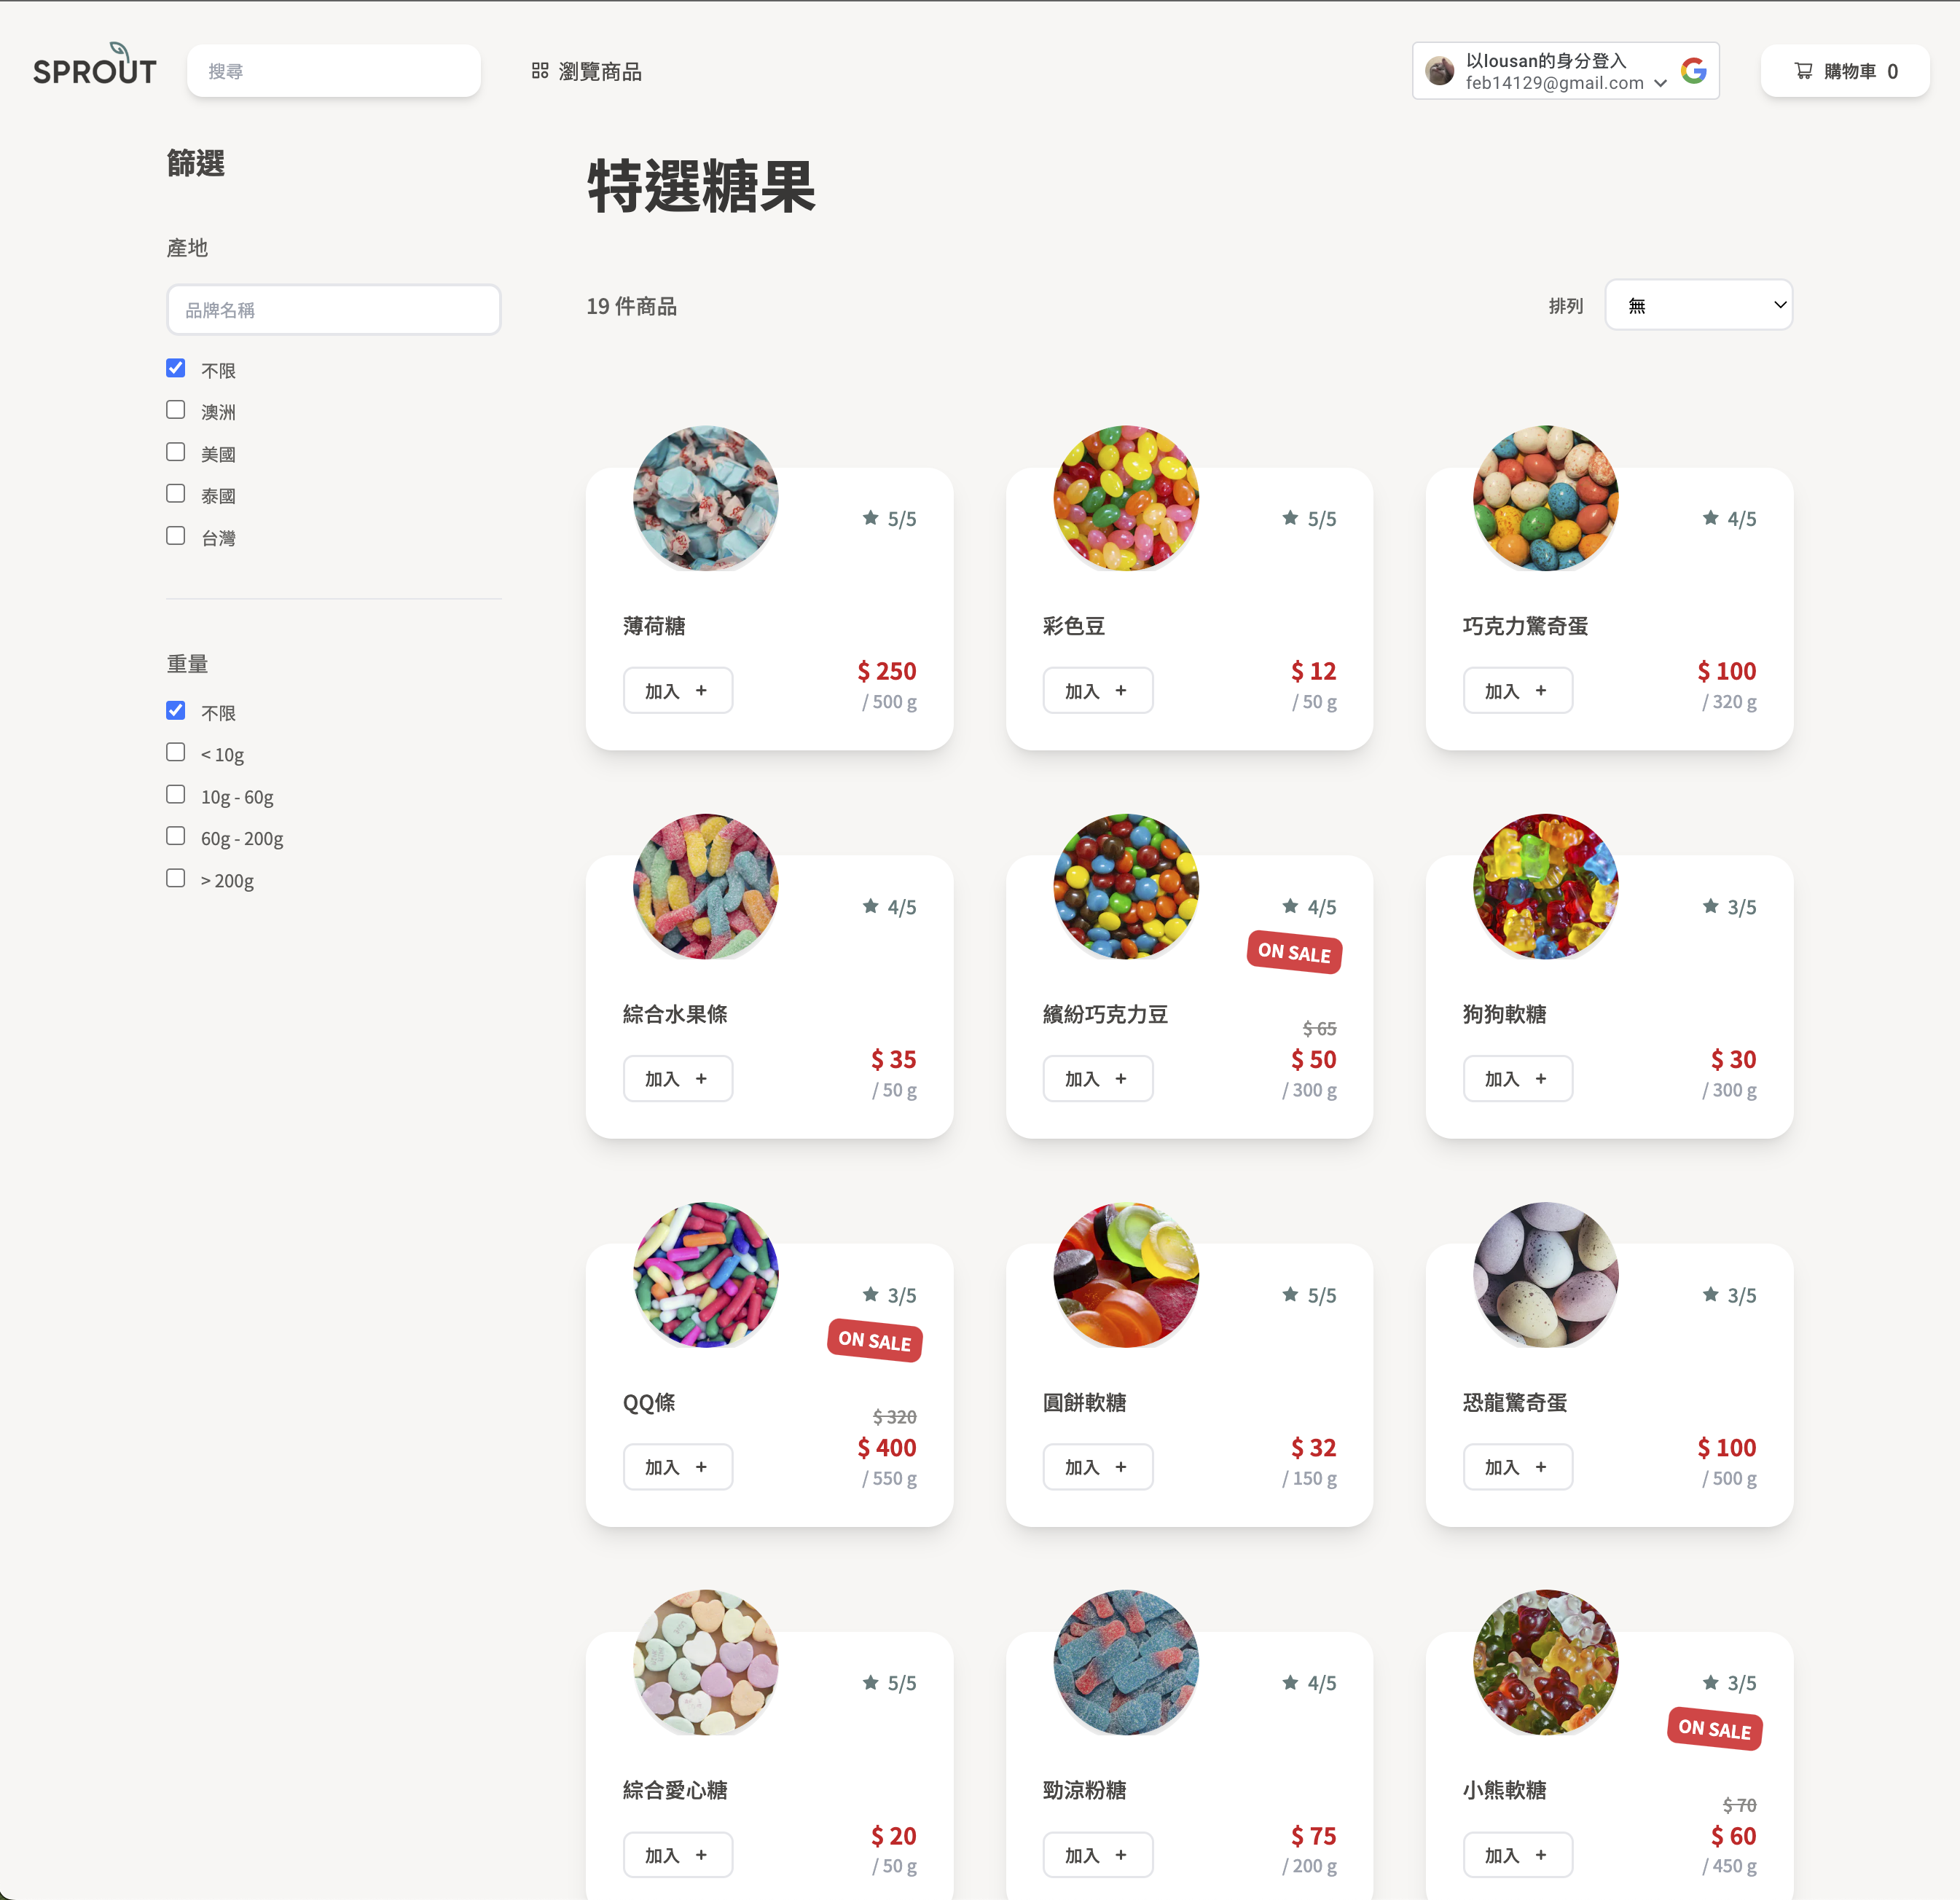 SPROUT
搜尋
瀏覽商品
以lousan的身分登入
feb14129@gmail.com
購物車 0
篩選
產地
品牌名稱
不限
澳洲
美國
泰國
台灣
重量
不限
< 10g
10g - 60g
60g - 200g
> 200g
特選糖果
19 件商品
排列
無
5/5
薄荷糖
加入 +
$ 250
/ 500 g
5/5
彩色豆
加入 +
$ 12
/ 50 g
4/5
巧克力驚奇蛋
加入 +
$ 100
/ 320 g
4/5
綜合水果條
加入 +
$ 35
/ 50 g
4/5
ON SALE
繽紛巧克力豆
$ 65
加入 +
$ 50
/ 300 g
3/5
狗狗軟糖
加入 +
$ 30
/ 300 g
3/5
ON SALE
QQ條
$ 320
加入 +
$ 400
/ 550 g
5/5
圓餅軟糖
加入 +
$ 32
/ 150 g
3/5
恐龍驚奇蛋
加入 +
$ 100
/ 500 g
5/5
綜合愛心糖
加入 +
$ 20
/ 50 g
4/5
勁涼粉糖
加入 +
$ 75
/ 200 g
3/5
ON SALE
小熊軟糖
$ 70
加入 +
$ 60
/ 450 g